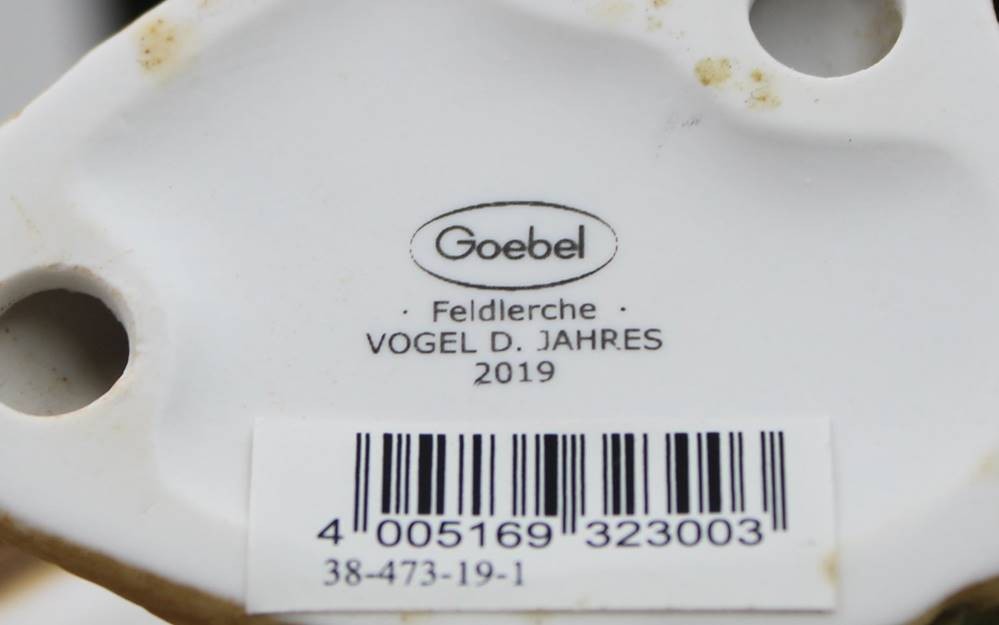 Goebel
· Feldlerche ·
VOGEL D. JAHRES
2019
4 005169 323003
38-473-19-1